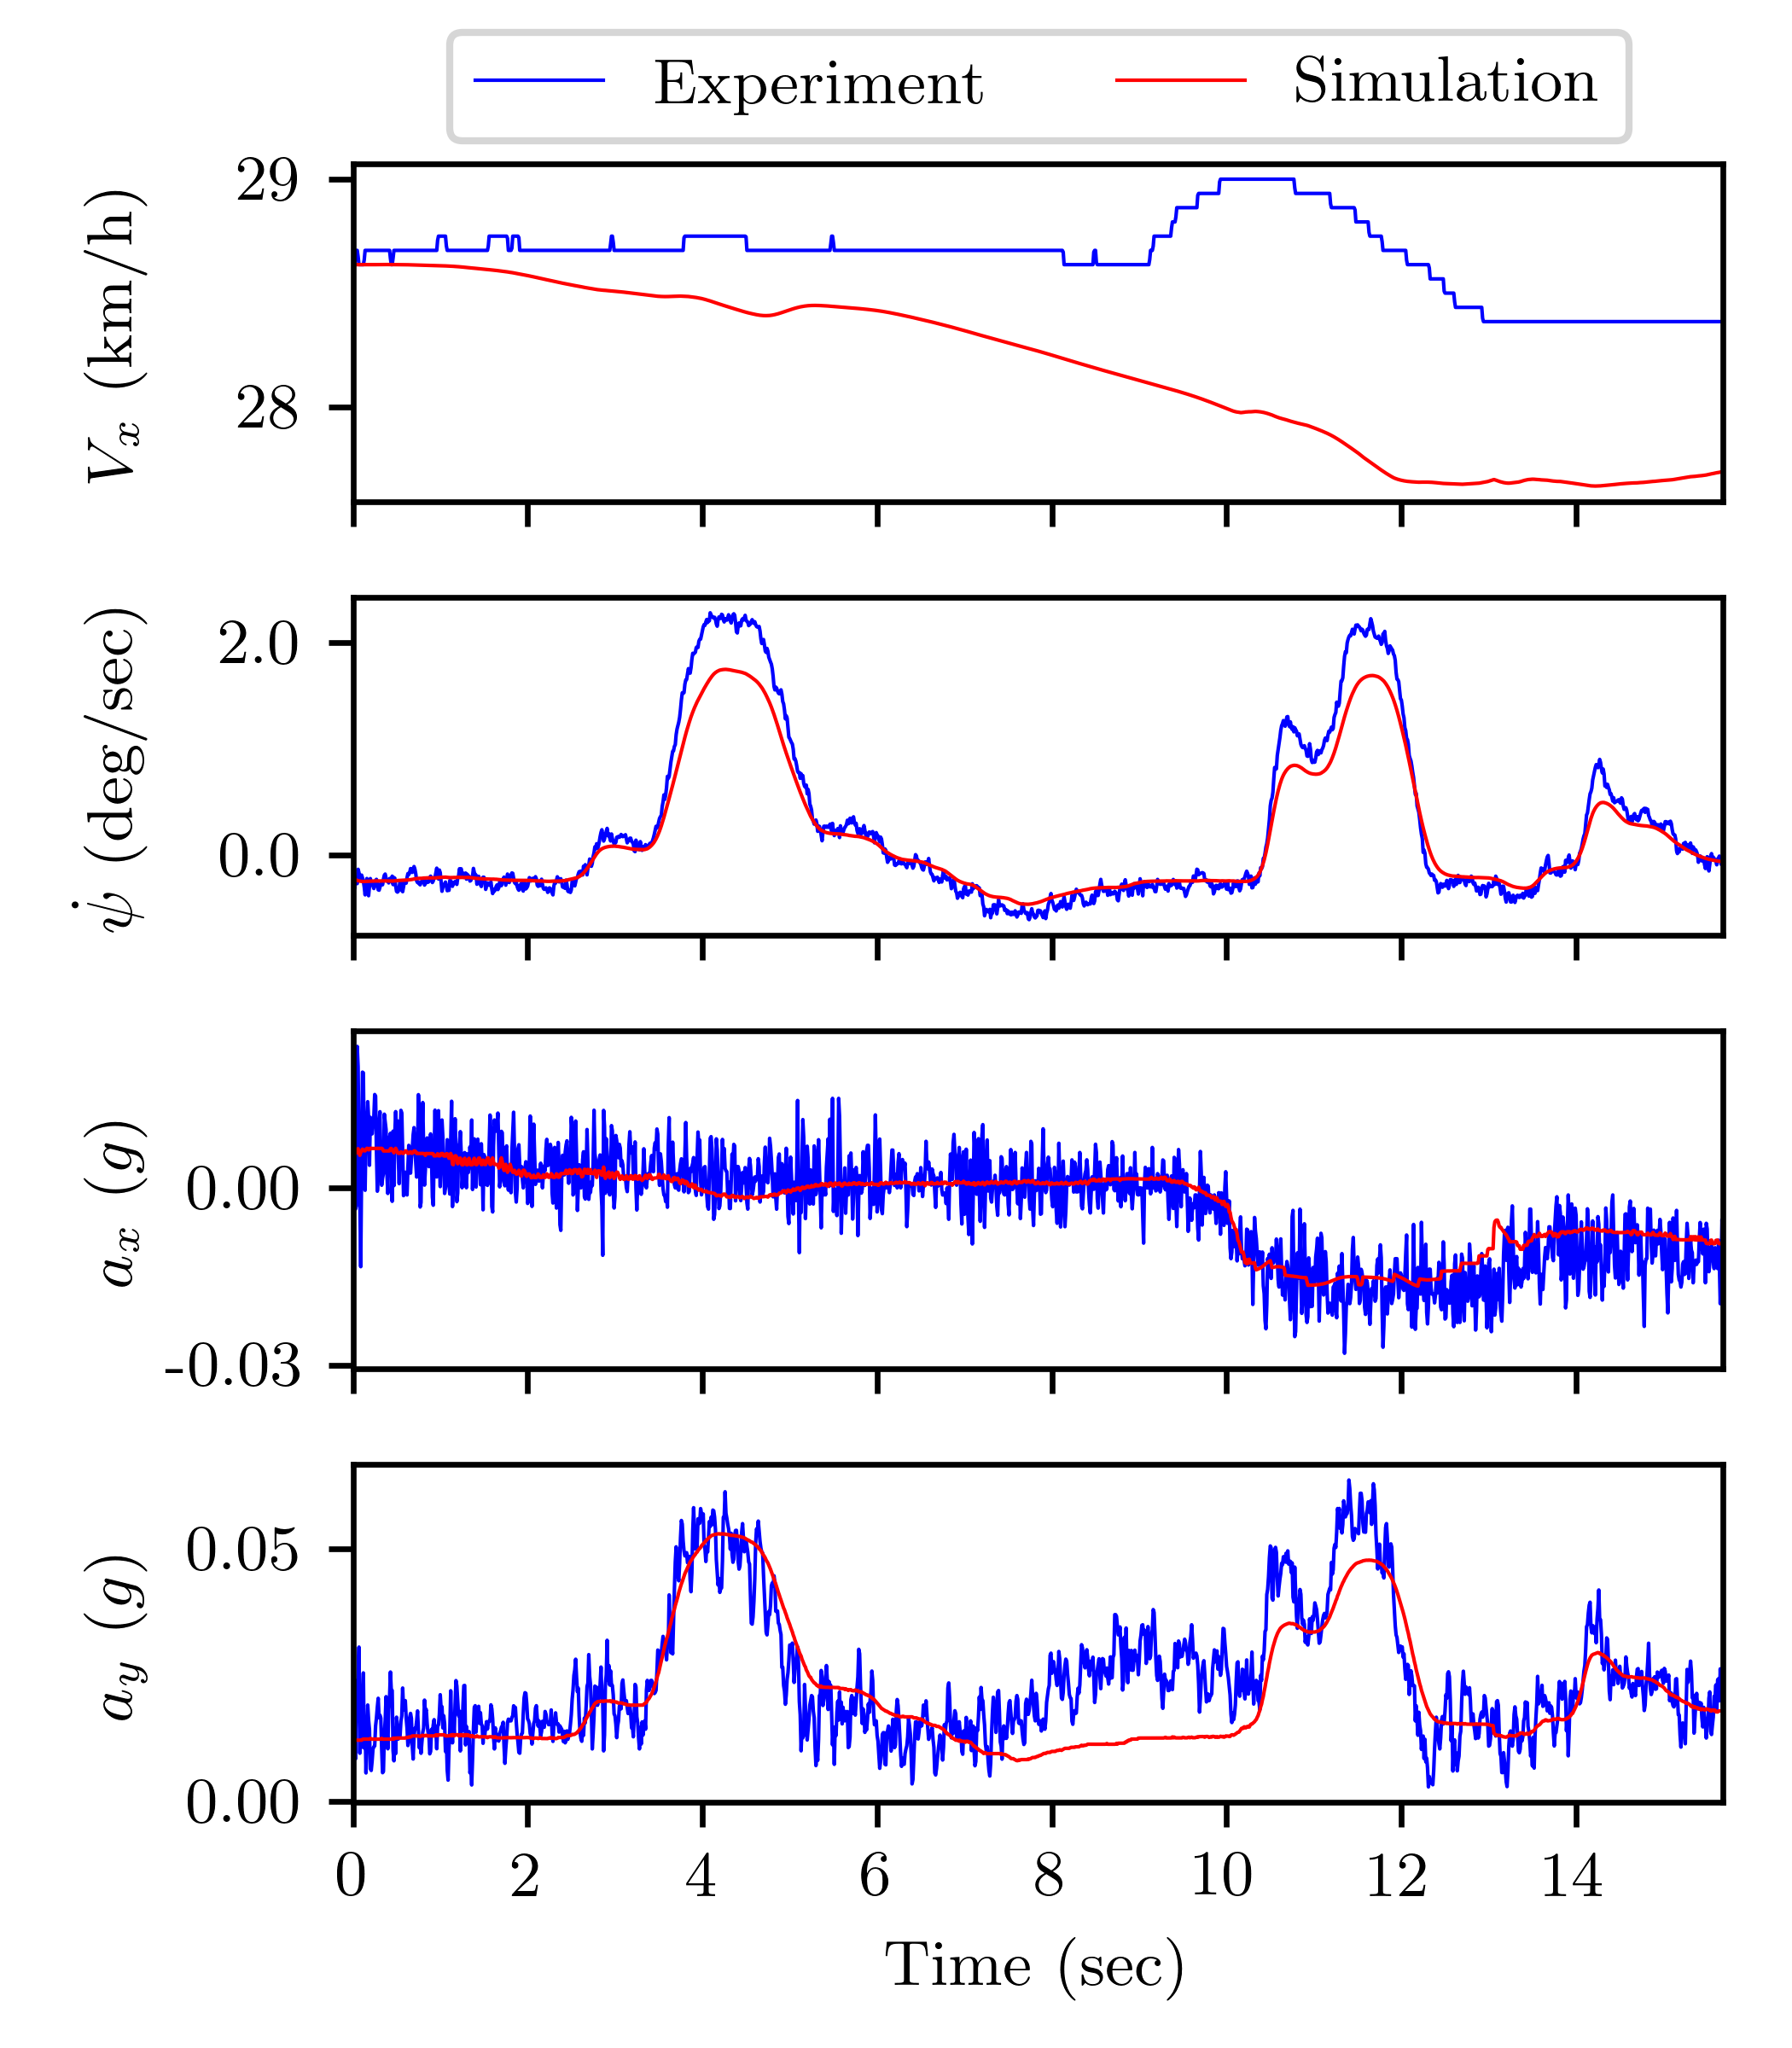 Experiment Simulation
29
28
V_x (km/h)
2.0
0.0
ψ̇ (deg/sec)
0.00
-0.03
a_x (g)
0.05
0.00
a_y (g)
0 2 4 6 8 10 12 14
Time (sec)